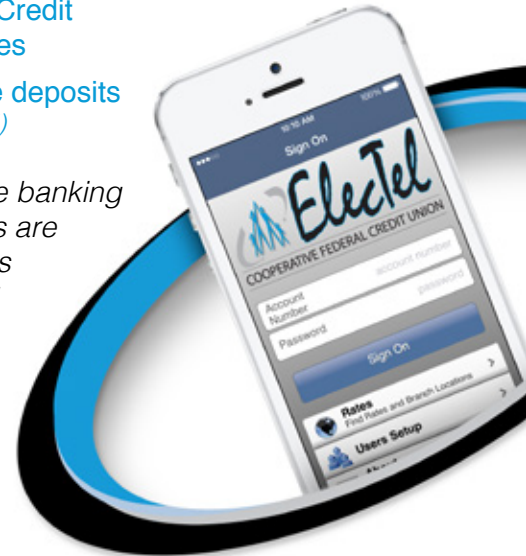 Credit
es
e deposits
)
e banking
s are
s
10:10 AM
100%
Sign On
ElecTel
COOPERATIVE FEDERAL CREDIT UNION
Account Number
account number
Password
password
Sign On
Rates
Find Rates and Branch Locations
Users Setup
About